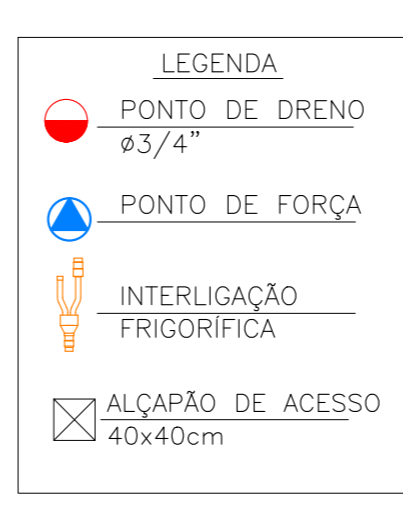 LEGENDA
PONTO DE DRENO
ø3/4"
PONTO DE FORÇA
INTERLIGAÇÃO
FRIGORÍFICA
ALÇAPÃO DE ACESSO
40x40cm